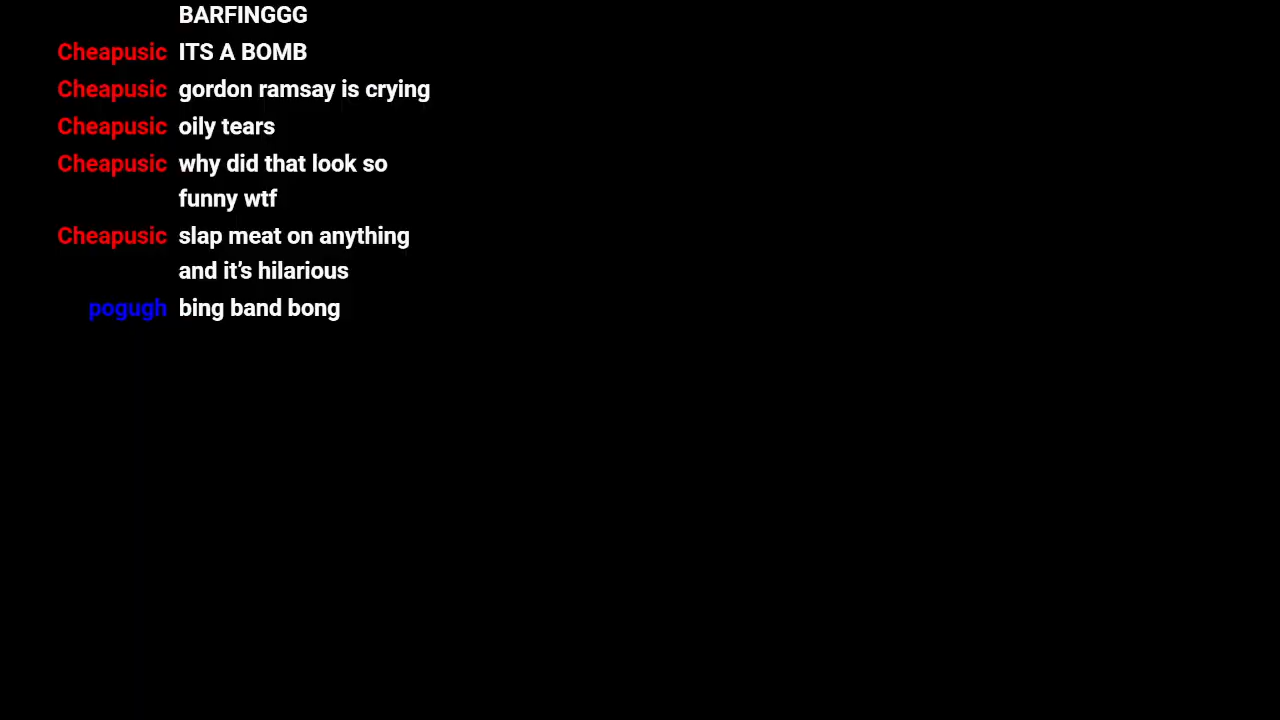 BARFINGGG
Cheapusic ITS A BOMB
Cheapusic gordon ramsay is crying
Cheapusic oily tears
Cheapusic why did that look so
funny wtf
Cheapusic slap meat on anything
and it’s hilarious
pogugh bing band bong